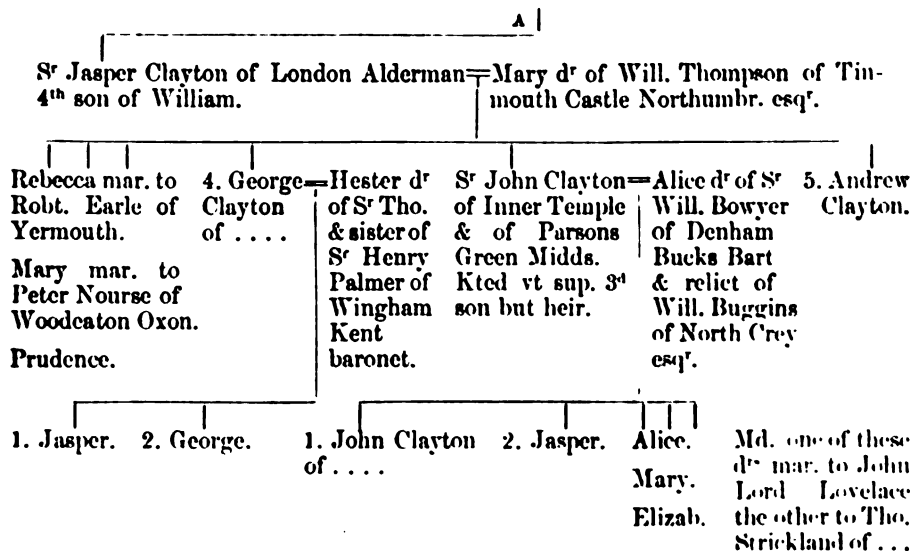 A
Sʳ Jasper Clayton of London Alderman=Mary dʳ of Will. Thompson of Tin-
4ᵗʰ son of William.
mouth Castle Northumbr. esqʳ.
Rebecca mar. to
Robt. Earle of
Yermouth.
Mary mar. to
Peter Nourse of
Woodeaton Oxon.
Prudence.
4. George=
Clayton
of ....
Hester dʳ
of Sʳ Tho.
& sister of
Sʳ Henry
Palmer of
Wingham
Kent
baronet.
Sʳ John Clayton=
of Inner Temple
& of Parsons
Green Midds.
Kted vt sup. 3ᵈ
son but heir.
Alice dʳ of Sʳ
Will. Bowyer
of Denham
Bucks Bart
& relict of
Will. Buggins
of North Crey
esqʳ.
5. Andrew
Clayton.
1. Jasper.
2. George.
1. John Clayton
of ....
2. Jasper.
Alice.
Mary.
Elizab.
Md. one of these
dʳˢ mar. to John
Lord Lovelace
the other to Tho.
Strickland of ...